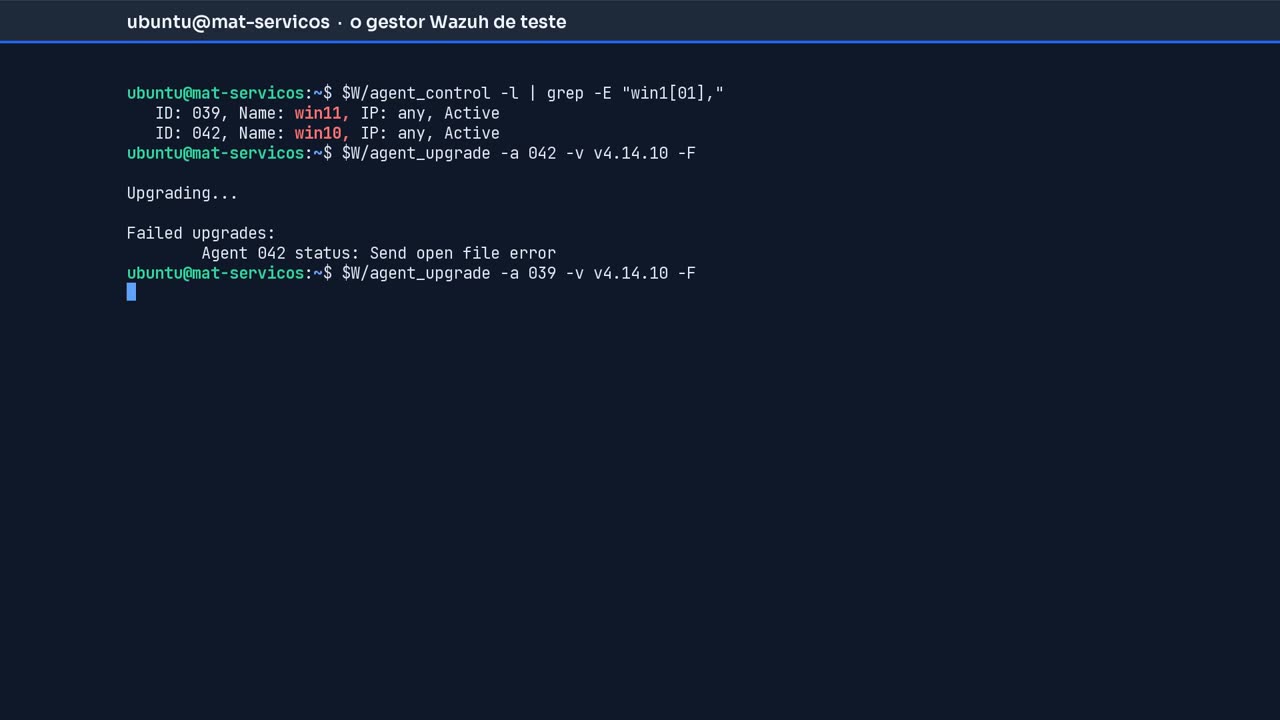 ubuntu@mat-servicos · o gestor Wazuh de teste
ubuntu@mat-servicos:~$ $W/agent_control -l | grep -E "win1[01],"
   ID: 039, Name: win11, IP: any, Active
   ID: 042, Name: win10, IP: any, Active
ubuntu@mat-servicos:~$ $W/agent_upgrade -a 042 -v v4.14.10 -F
Upgrading...
Failed upgrades:
        Agent 042 status: Send open file error
ubuntu@mat-servicos:~$ $W/agent_upgrade -a 039 -v v4.14.10 -F